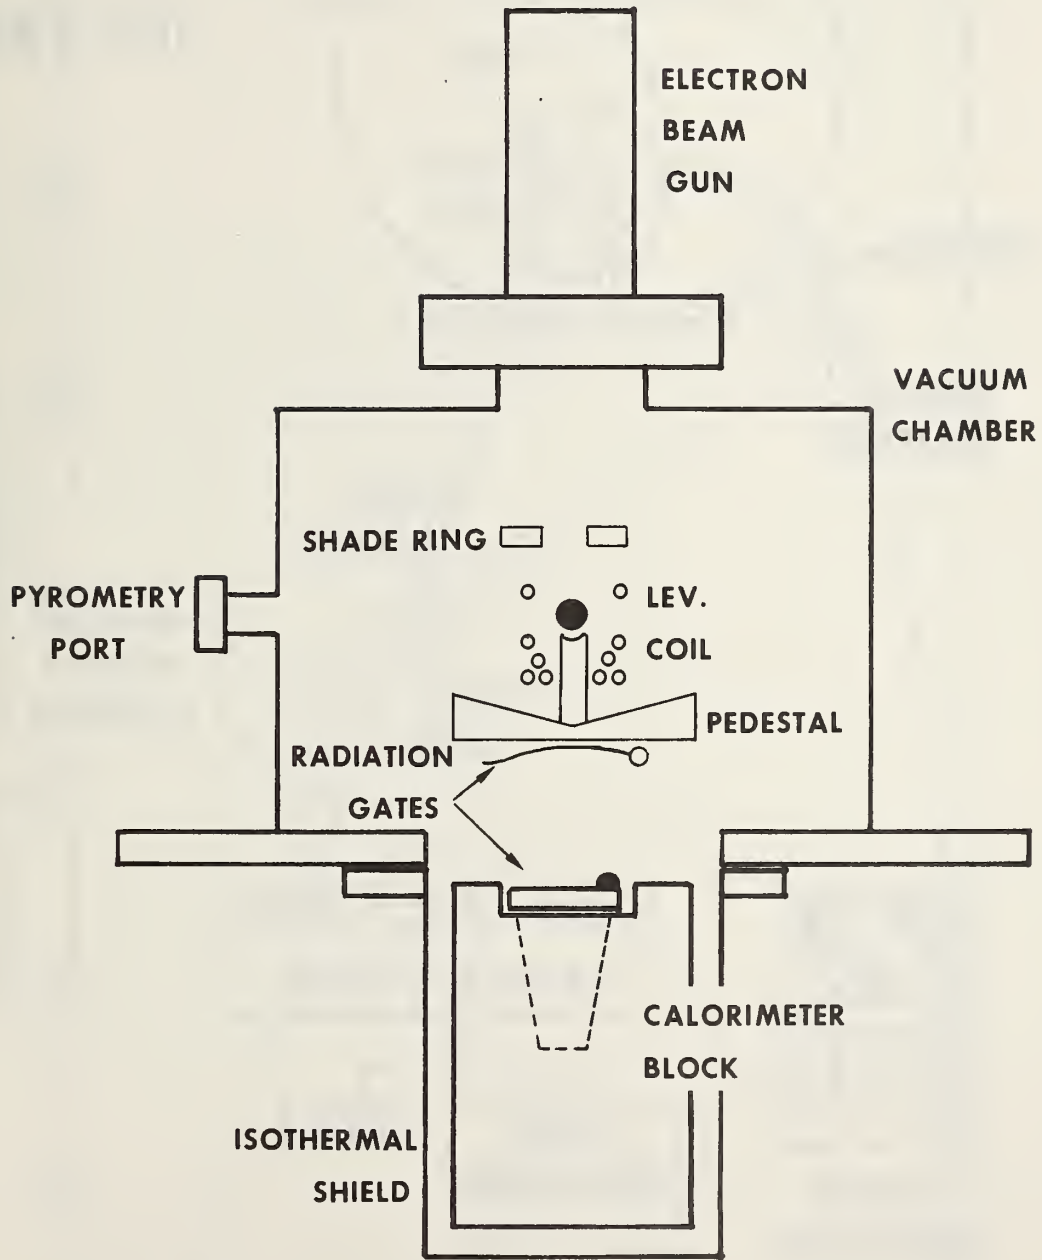 ELECTRON
BEAM
GUN
VACUUM
CHAMBER
SHADE RING
PYROMETRY
PORT
LEV.
COIL
PEDESTAL
RADIATION
GATES
CALORIMETER
BLOCK
ISOTHERMAL
SHIELD